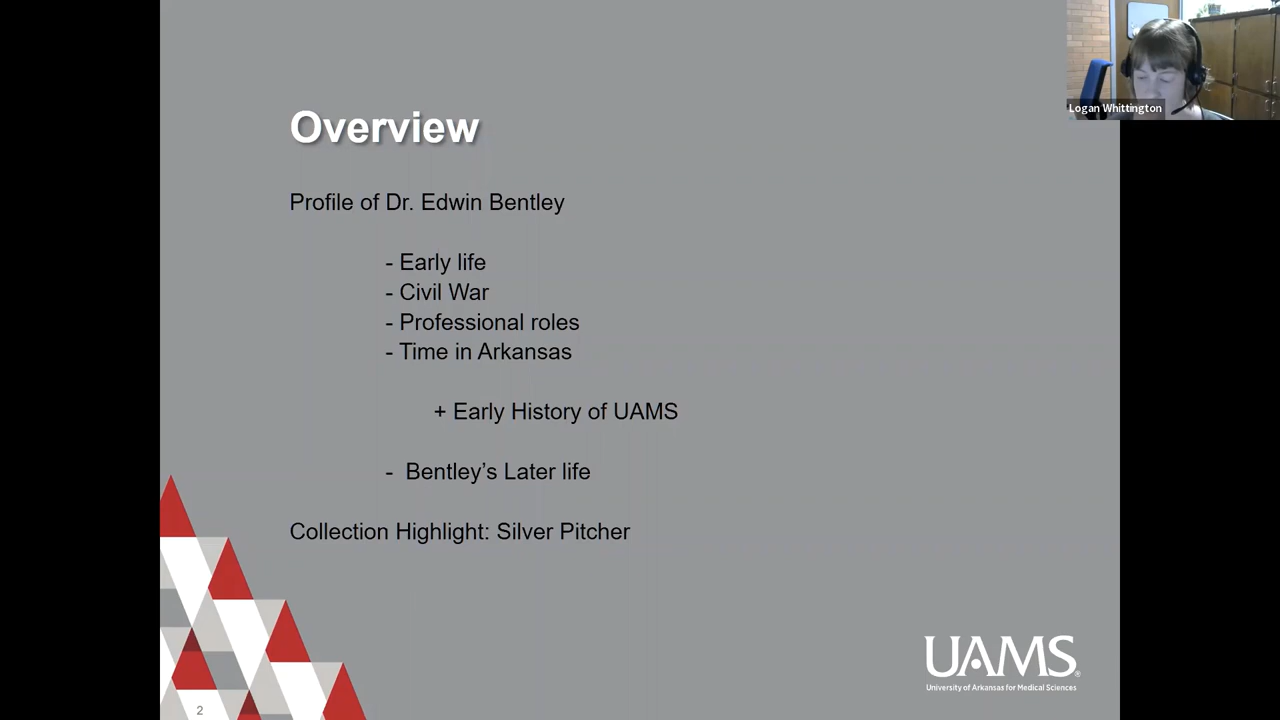 Logan Whittington
Overview
Profile of Dr. Edwin Bentley
- Early life
- Civil War
- Professional roles
- Time in Arkansas
+ Early History of UAMS
- Bentley’s Later life
Collection Highlight: Silver Pitcher
UAMS®
University of Arkansas for Medical Sciences
2